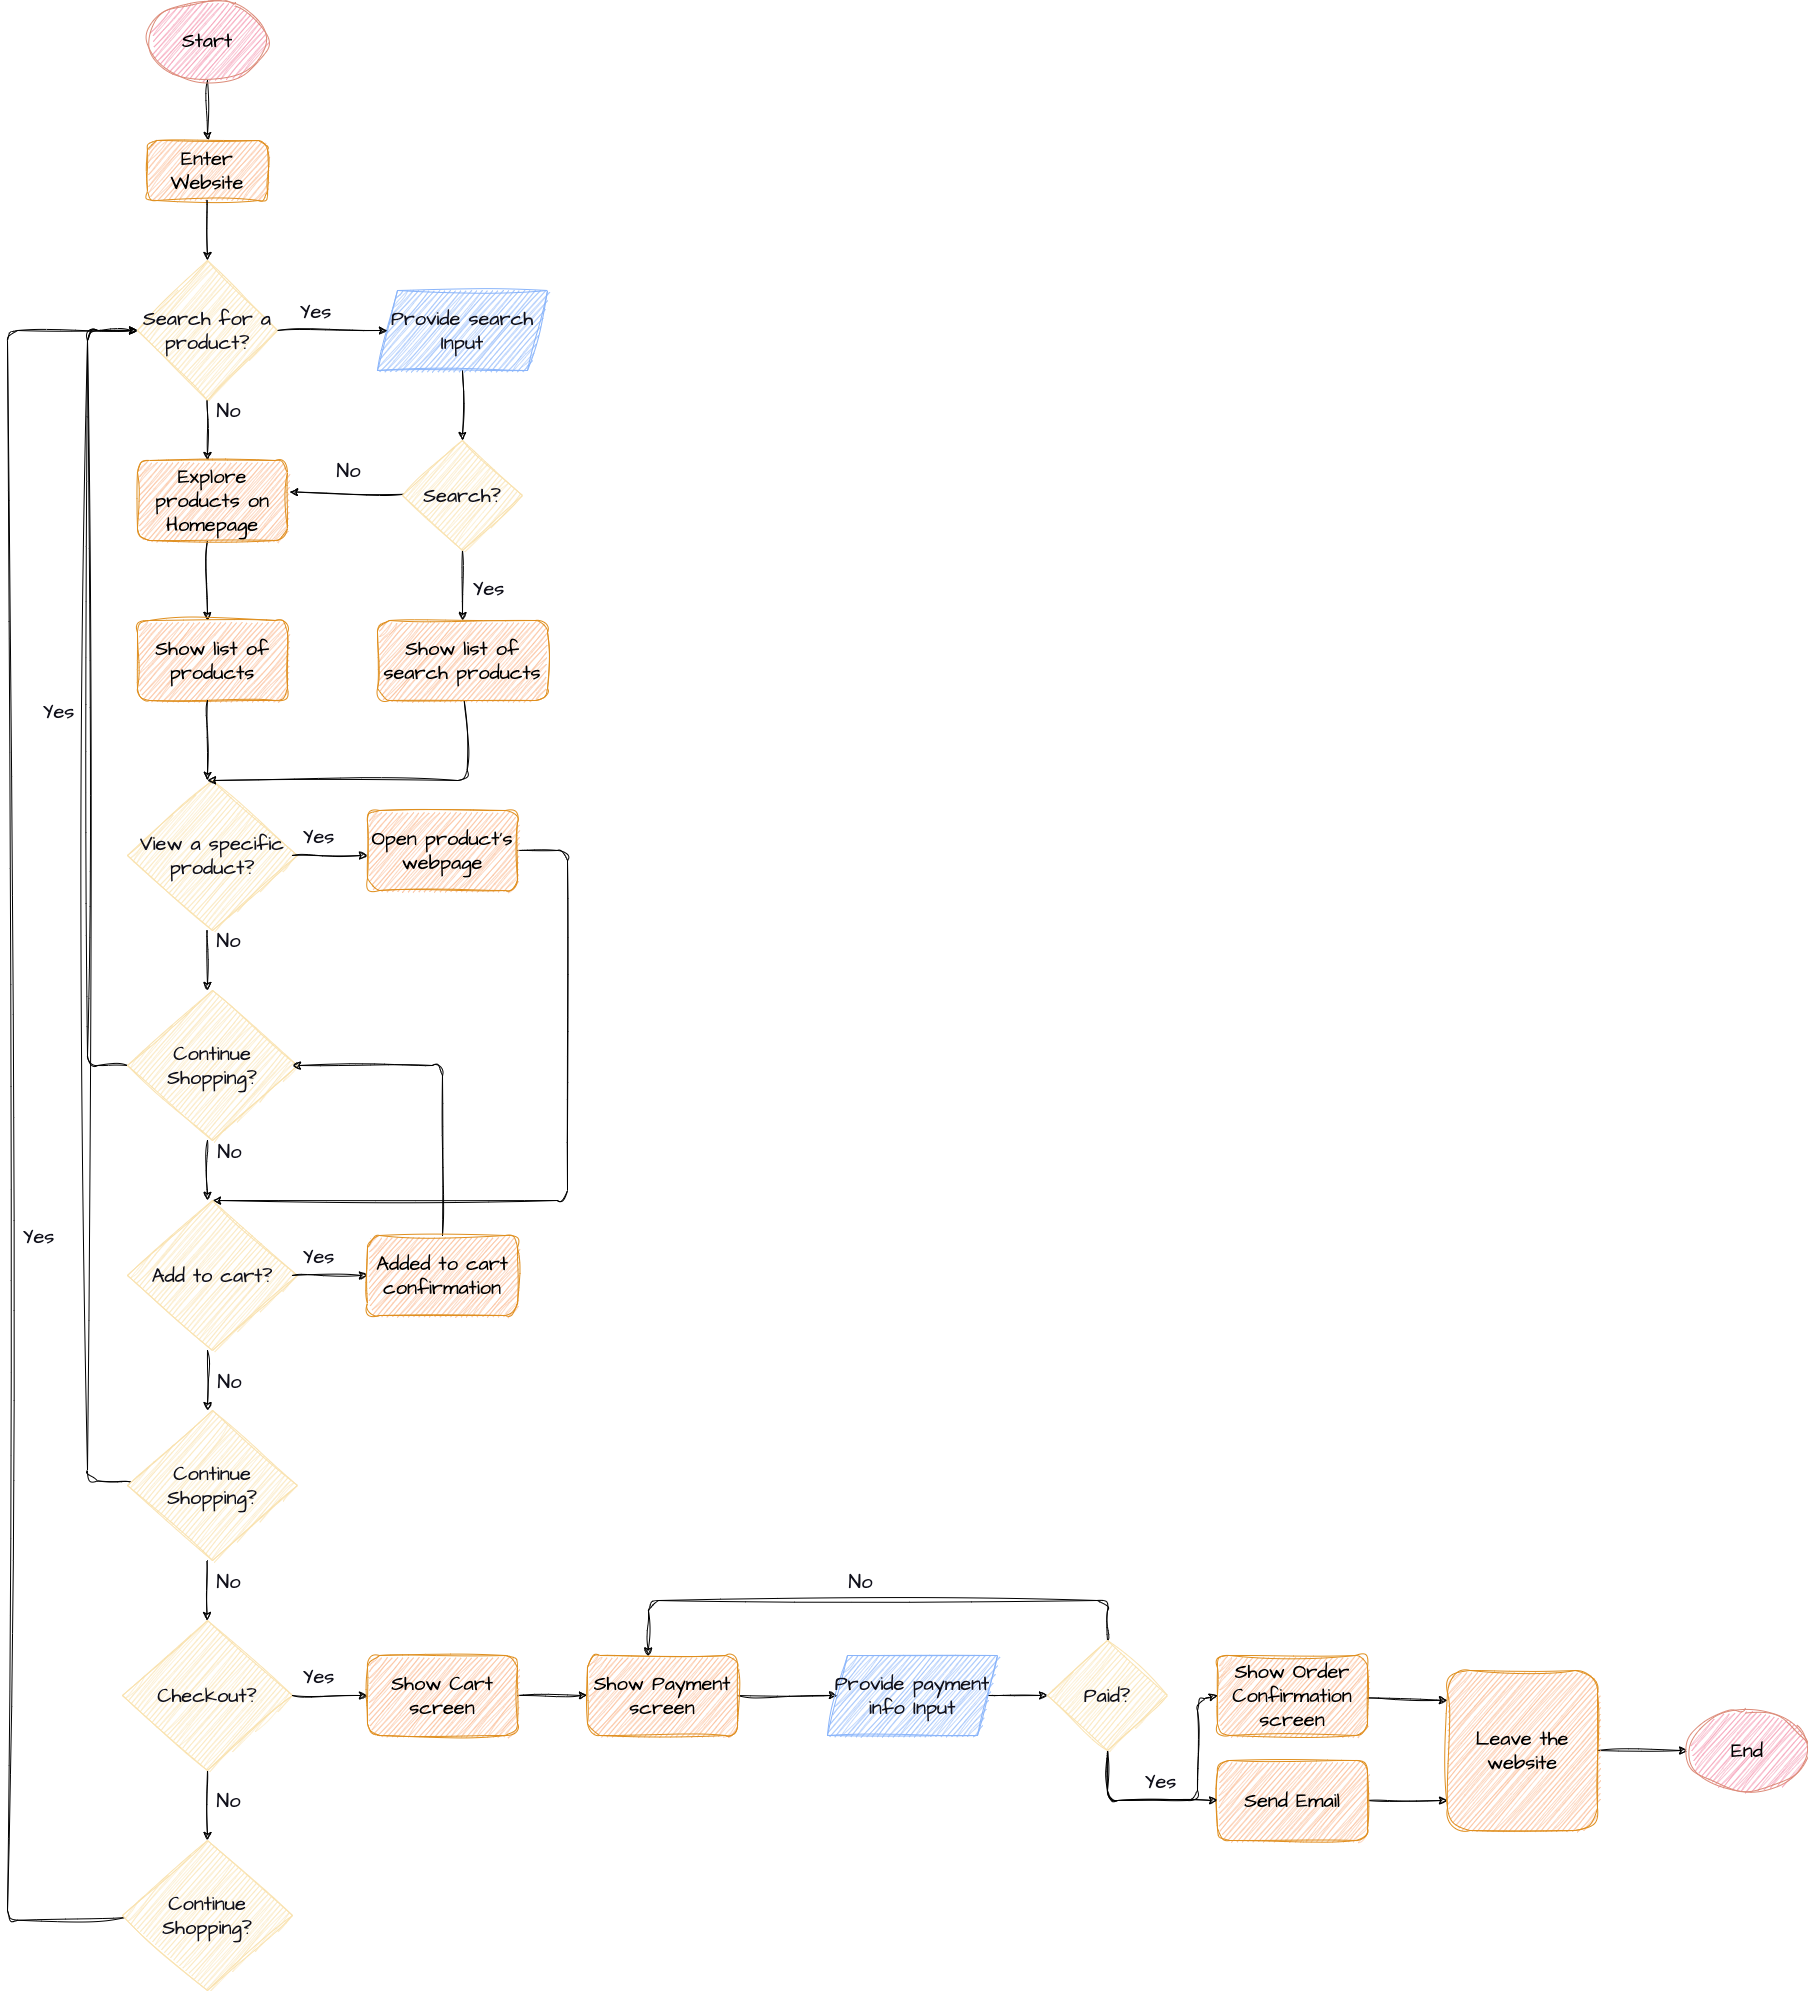 Start
Enter
Website
Search for a
product?
Yes
Provide search
Input
No
Explore
products on
Homepage
No
Search?
Yes
Show list of
products
Show list of
search products
Yes
View a specific
product?
Yes
Open product's
webpage
No
Continue
Shopping?
No
Yes
Add to cart?
Yes
Added to cart
confirmation
No
Continue
Shopping?
No
No
Checkout?
Yes
Show Cart
screen
Show Payment
screen
Provide payment
info Input
Paid?
Show Order
Confirmation
screen
Leave the
website
End
Yes
Send Email
No
Continue
Shopping?